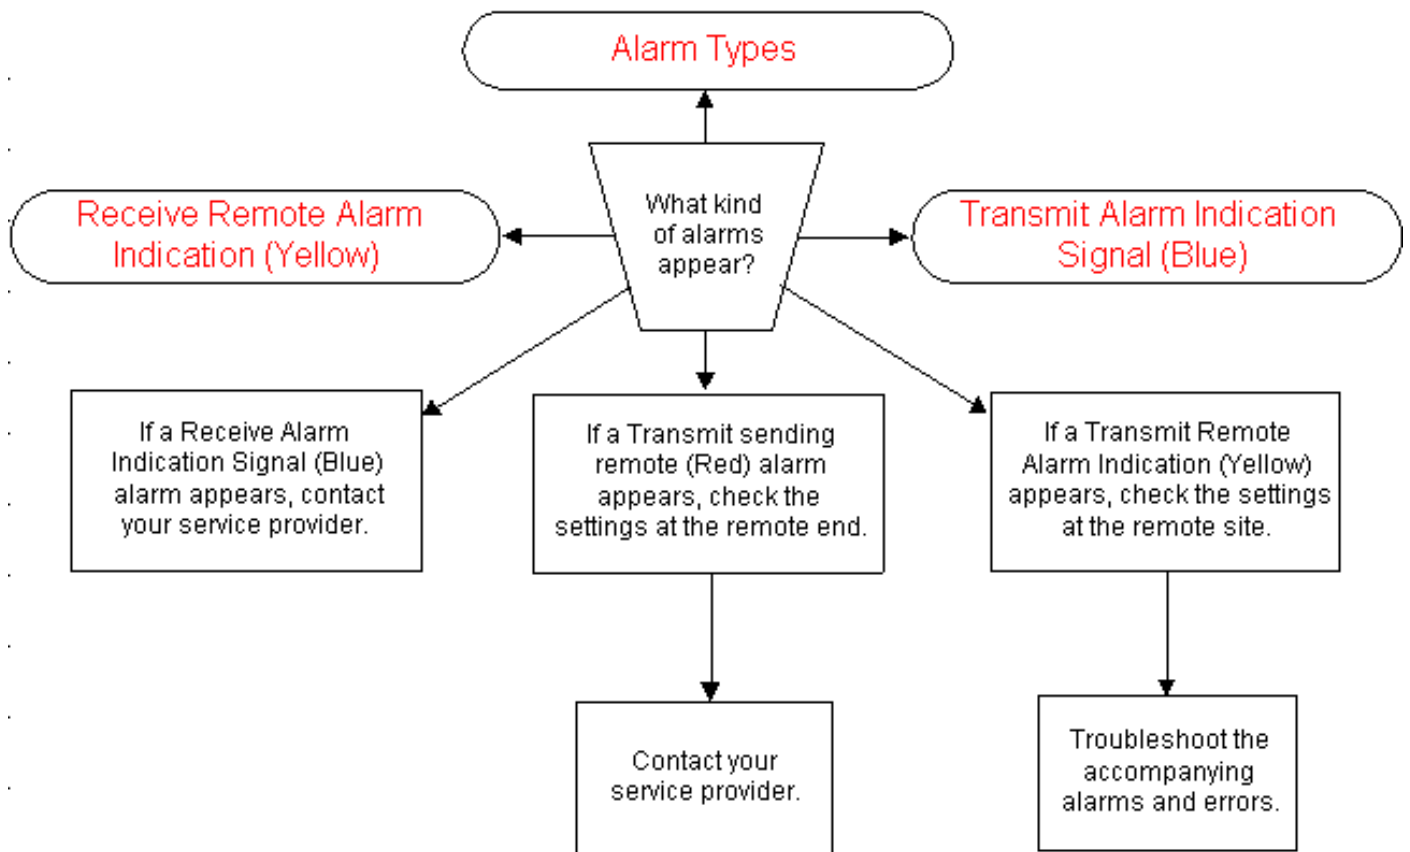 Alarm Types
What kind
of alarms
appear?
Receive Remote Alarm
Indication (Yellow)
Transmit Alarm Indication
Signal (Blue)
If a Receive Alarm
Indication Signal (Blue)
alarm appears, contact
your service provider.
If a Transmit sending
remote (Red) alarm
appears, check the
settings at the remote end.
If a Transmit Remote
Alarm Indication (Yellow)
appears, check the settings
at the remote site.
Contact your
service provider.
Troubleshoot the
accompanying
alarms and errors.